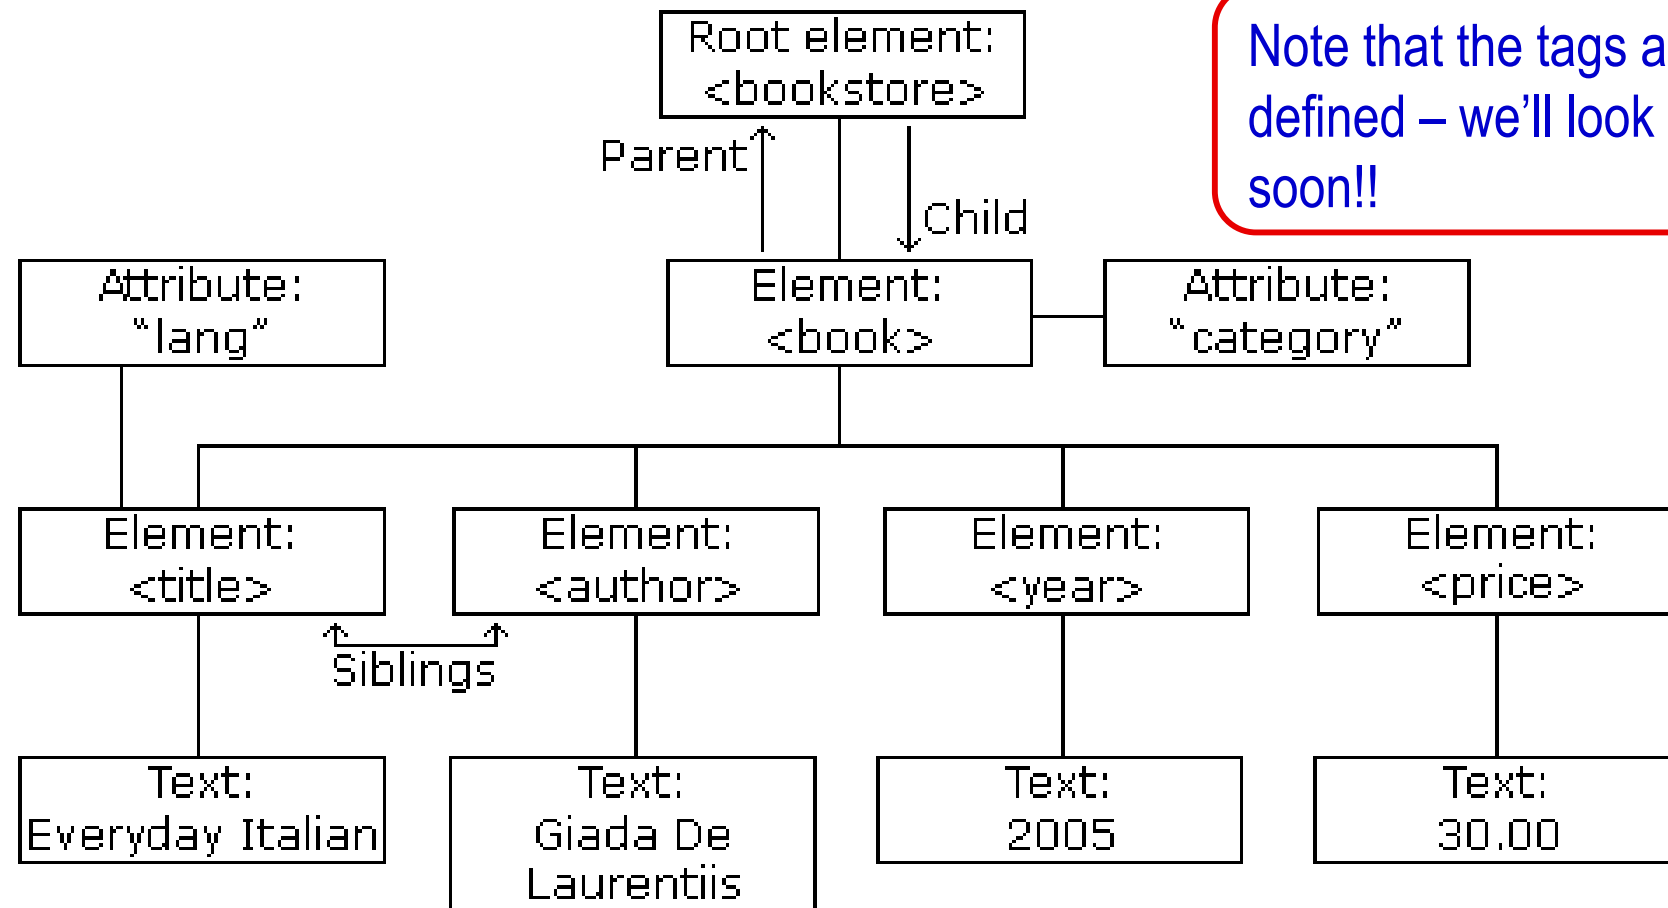 Root element:
<bookstore>
Note that the tags a
defined – we'll look
soon!!
Parent
Child
Attribute:
"lang"
Element:
<book>
Attribute:
"category"
Element:
<title>
Element:
<author>
Element:
<year>
Element:
<price>
Siblings
Text:
Everyday Italian
Text:
Giada De
Laurentiis
Text:
2005
Text:
30.00